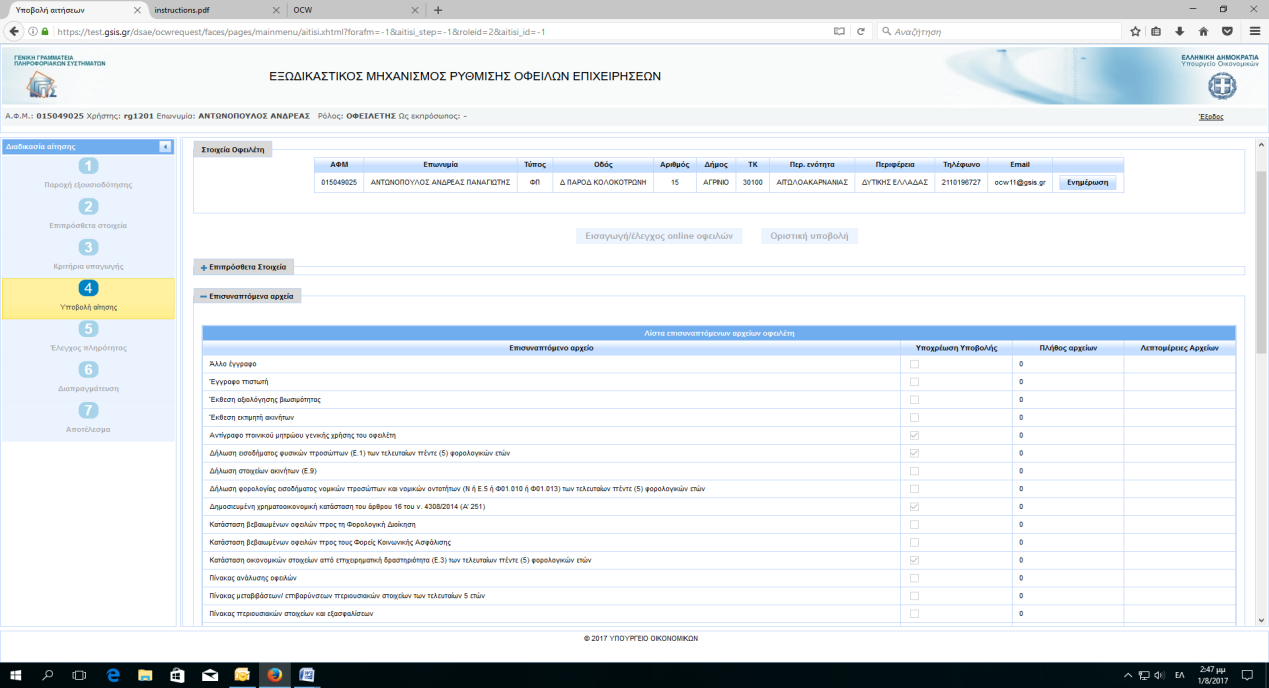 Υποβολή αιτήσεων
instructions.pdf
OCW
https://test.gsis.gr/dsae/ocwrequest/faces/pages/mainmenu/aitisi.xhtml?forafm=-1&aitisi_step=-1&rroleid=2&aitisi_id=-1
Αναζήτηση
ΓΕΝΙΚΗ ΓΡΑΜΜΑΤΕΙΑ
ΠΛΗΡΟΦΟΡΙΑΚΩΝ ΣΥΣΤΗΜΑΤΩΝ
ΕΞΩΔΙΚΑΣΤΙΚΟΣ ΜΗΧΑΝΙΣΜΟΣ ΡΥΘΜΙΣΗΣ ΟΦΕΙΛΩΝ ΕΠΙΧΕΙΡΗΣΕΩΝ
ΕΛΛΗΝΙΚΗ ΔΗΜΟΚΡΑΤΙΑ
Υπουργείο Οικονομικών
Α.Φ.Μ.: 015049025 Χρήστης: rg1201 Επωνυμία: ΑΝΤΩΝΟΠΟΥΛΟΣ ΑΝΔΡΕΑΣ Ρόλος: ΟΦΕΙΛΕΤΗΣ Ως εκπρόσωπος: -
Έξοδος
Διαδικασία αίτησης
1
Παροχή εξουσιοδότησης
2
Επιπρόσθετα στοιχεία
3
Κριτήρια υπαγωγής
4
Υποβολή αίτησης
5
Έλεγχος πληρότητας
6
Διαπραγμάτευση
7
Αποτέλεσμα
Στοιχεία Οφειλέτη
ΑΦΜ Επωνυμία Τύπος Οδός Αριθμός Δήμος ΤΚ Περ. ενότητα Περιφέρεια Τηλέφωνο Email
015049025 ΑΝΤΩΝΟΠΟΥΛΟΣ ΑΝΔΡΕΑΣ ΠΑΝΑΓΙΩΤΗΣ ΦΠ Δ ΠΑΡΟΔ ΚΟΛΟΚΟΤΡΩΝΗ 15 ΑΓΡΙΝΙΟ 30100 ΑΙΤΩΛΟΑΚΑΡΝΑΝΙΑΣ ΔΥΤΙΚΗΣ ΕΛΛΑΔΑΣ 2110196727 ocw11@gsis.gr Ενημέρωση
Εισαγωγή/έλεγχος online οφειλών Οριστική υποβολή
Επιπρόσθετα Στοιχεία
Επισυναπτόμενα αρχεία
Λίστα επισυναπτόμενων αρχείων οφειλέτη
Επισυναπτόμενο αρχείο Υποχρέωση Υποβολής Πλήθος αρχείων Λεπτομέρειες Αρχείων
Άλλο έγγραφο 0
Έγγραφο πιστωτή 0
Έκθεση αξιολόγησης βιωσιμότητας 0
Έκθεση εκτιμητή ακινήτων 0
Αντίγραφο ποινικού μητρώου γενικής χρήσης του οφειλέτη 0
Δήλωση εισοδήματος φυσικών προσώπων (Ε.1) των τελευταίων πέντε (5) φορολογικών ετών 0
Δήλωση στοιχείων ακινήτων (Ε.9) 0
Δήλωση φορολογίας εισοδήματος νομικών προσώπων και νομικών οντοτήτων (Ν ή Ε.5 ή Φ01.010 ή Φ01.013) των τελευταίων πέντε (5) φορολογικών ετών 0
Δημοσιευμένη χρηματοοικονομική κατάσταση του άρθρου 16 του ν. 4308/2014 (Α' 251) 0
Κατάσταση βεβαιωμένων οφειλών προς τη Φορολογική Διοίκηση 0
Κατάσταση βεβαιωμένων οφειλών προς τους Φορείς Κοινωνικής Ασφάλισης 0
Κατάσταση οικονομικών στοιχείων από επιχειρηματική δραστηριότητα (Ε.3) των τελευταίων πέντε (5) φορολογικών ετών 0
Πίνακας ανάλυσης οφειλών 0
Πίνακας μεταβιβάσεων/ επιβαρύνσεων περιουσιακών στοιχείων των τελευταίων 5 ετών 0
Πίνακας περιουσιακών στοιχείων και εξασφαλίσεων 0
© 2017 ΥΠΟΥΡΓΕΙΟ ΟΙΚΟΝΟΜΙΚΩΝ
ΕΛ
2:47 μμ
1/8/2017